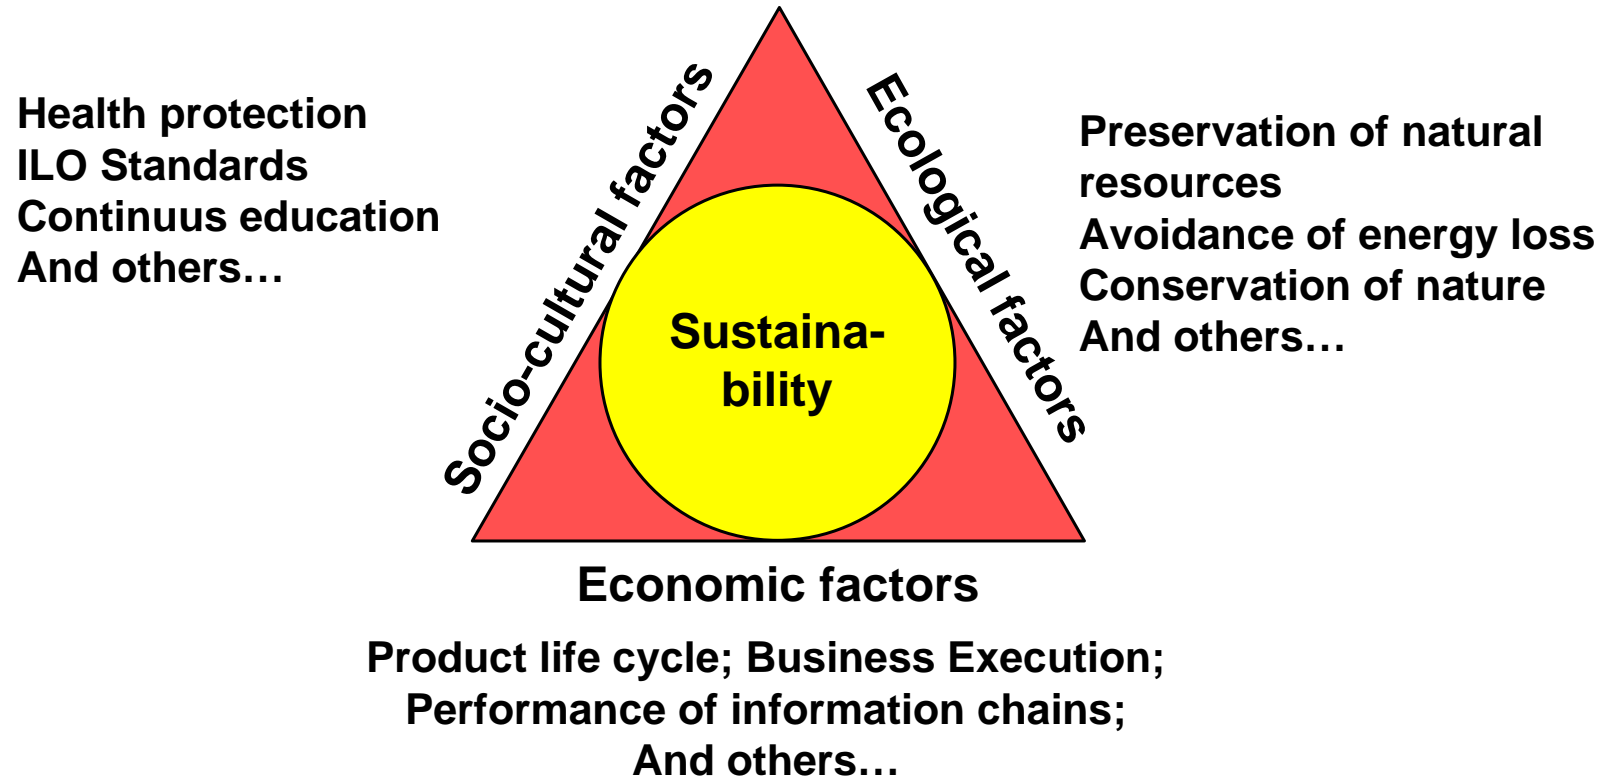 Health protection
ILO Standards
Continuus education
And others…
Socio-cultural factors
Ecological factors
Preservation of natural
resources
Avoidance of energy loss
Conservation of nature
And others…
Sustaina-
bility
Economic factors
Product life cycle; Business Execution;
Performance of information chains;
And others…